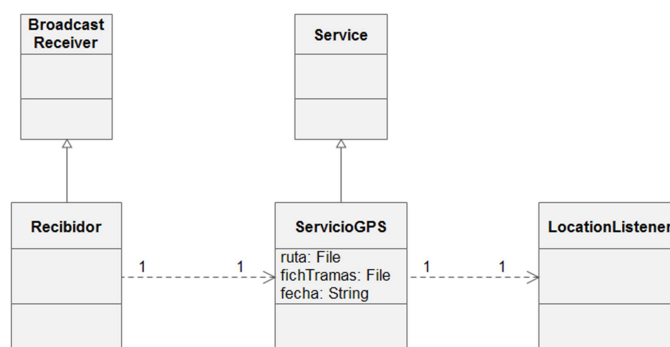 Broadcast
Receiver
Service
Recibidor
ServicioGPS
LocationListener
ruta: File
fichTramas: File
fecha: String
1
1
1
1